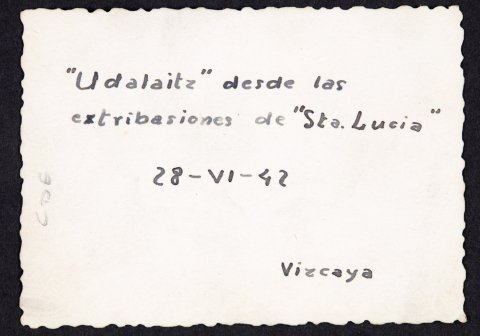 "Udalaitz" desde las
extribasiones de "Sta. Lucia"
28-VI-42
Vizcaya